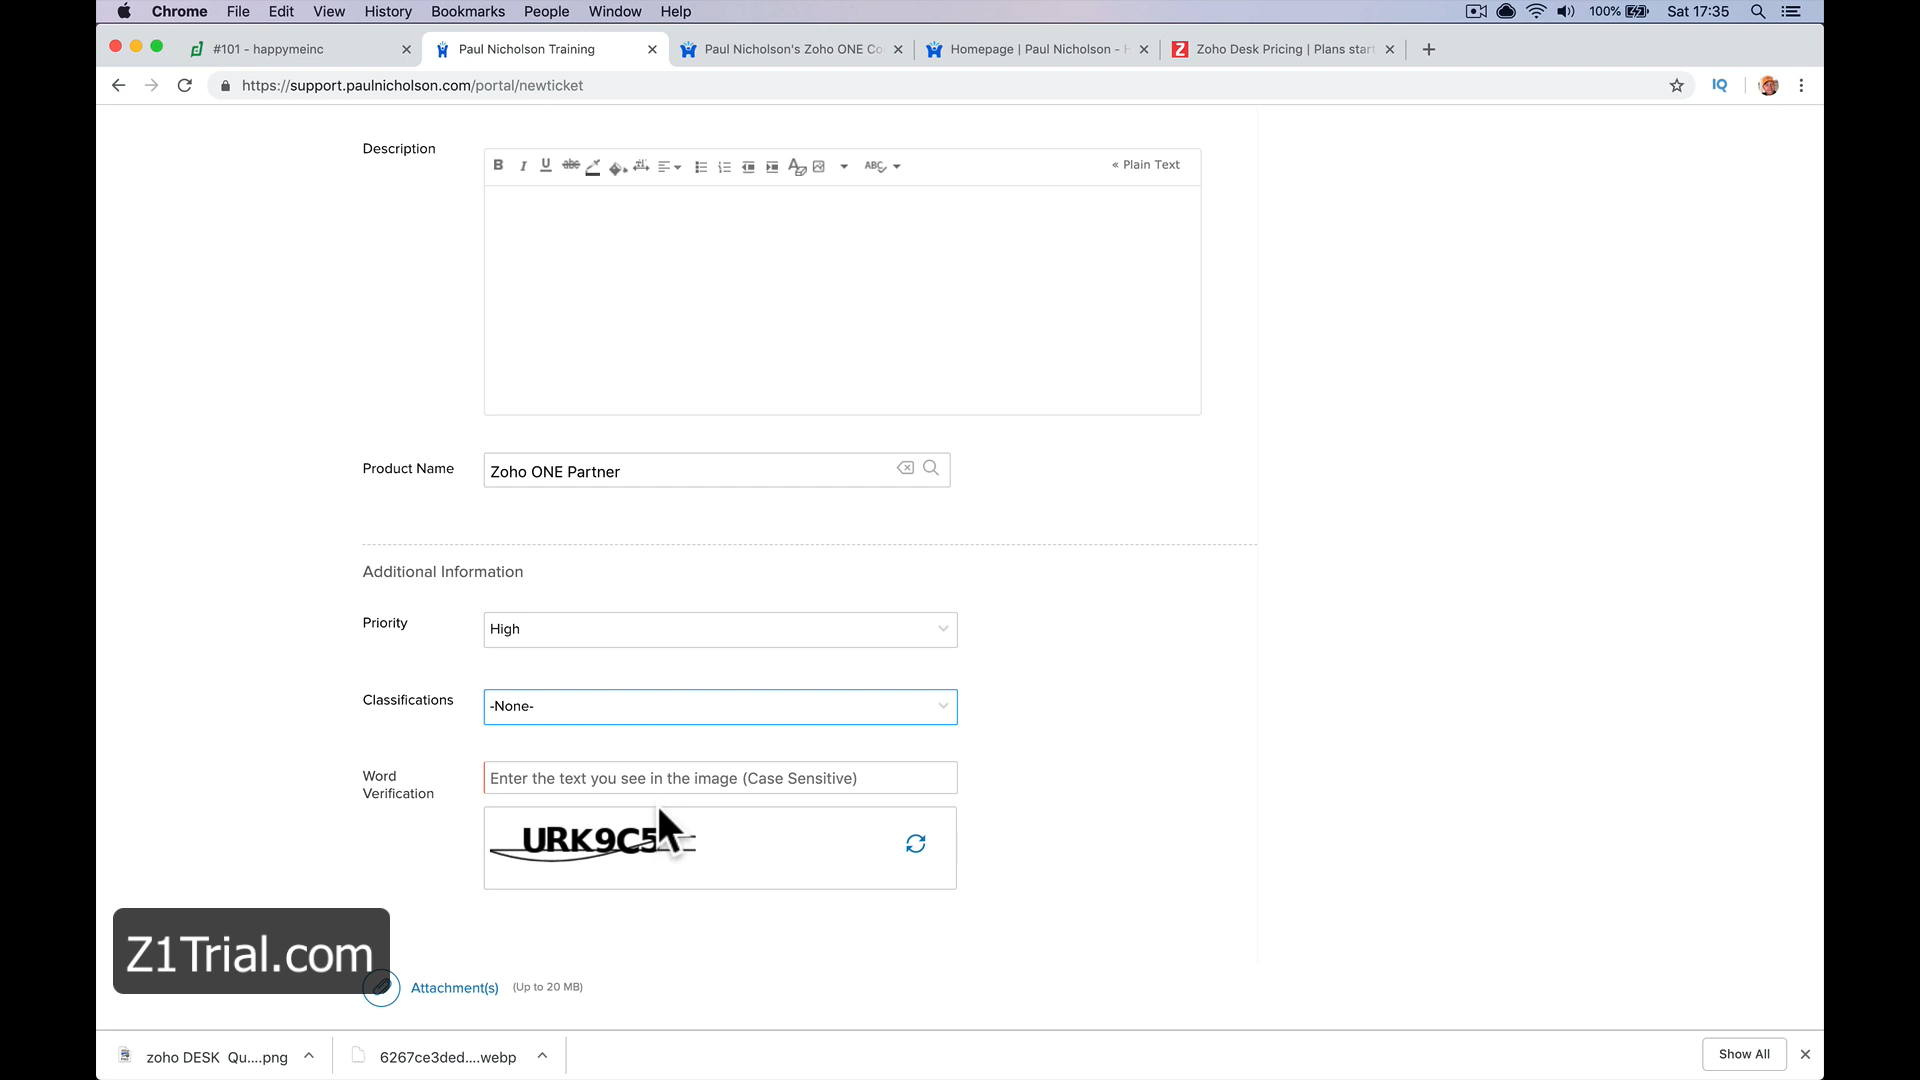 Chrome File Edit View History Bookmarks People Window Help 100% Sat 17:35
#101 - happymeinc Paul Nicholson Training Paul Nicholson's Zoho ONE Co Homepage | Paul Nicholson - H Zoho Desk Pricing | Plans start
https://support.paulnicholson.com/portal/newticket IQ
Description
B I U abc ABC « Plain Text
Product Name Zoho ONE Partner
Additional Information
Priority High
Classifications -None-
Word
Verification
Enter the text you see in the image (Case Sensitive)
URK9C5
Z1Trial.com
Attachment(s) (Up to 20 MB)
zoho DESK Qu....png 6267ce3ded....webp Show All